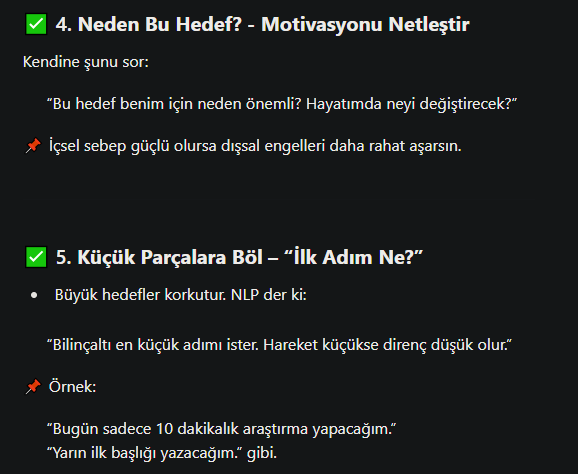 ✅ 4. Neden Bu Hedef? - Motivasyonu Netleştir
Kendine şunu sor:
“Bu hedef benim için neden önemli? Hayatımda neyi değiştirecek?”
📌 İçsel sebep güçlü olursa dışsal engelleri daha rahat aşarsın.
✅ 5. Küçük Parçalara Böl – “İlk Adım Ne?”
• Büyük hedefler korkutur. NLP der ki:
“Bilinçaltı en küçük adımı ister. Hareket küçükse direnç düşük olur.”
📌 Örnek:
“Bugün sadece 10 dakikalık araştırma yapacağım.”
“Yarın ilk başlığı yazacağım.” gibi.